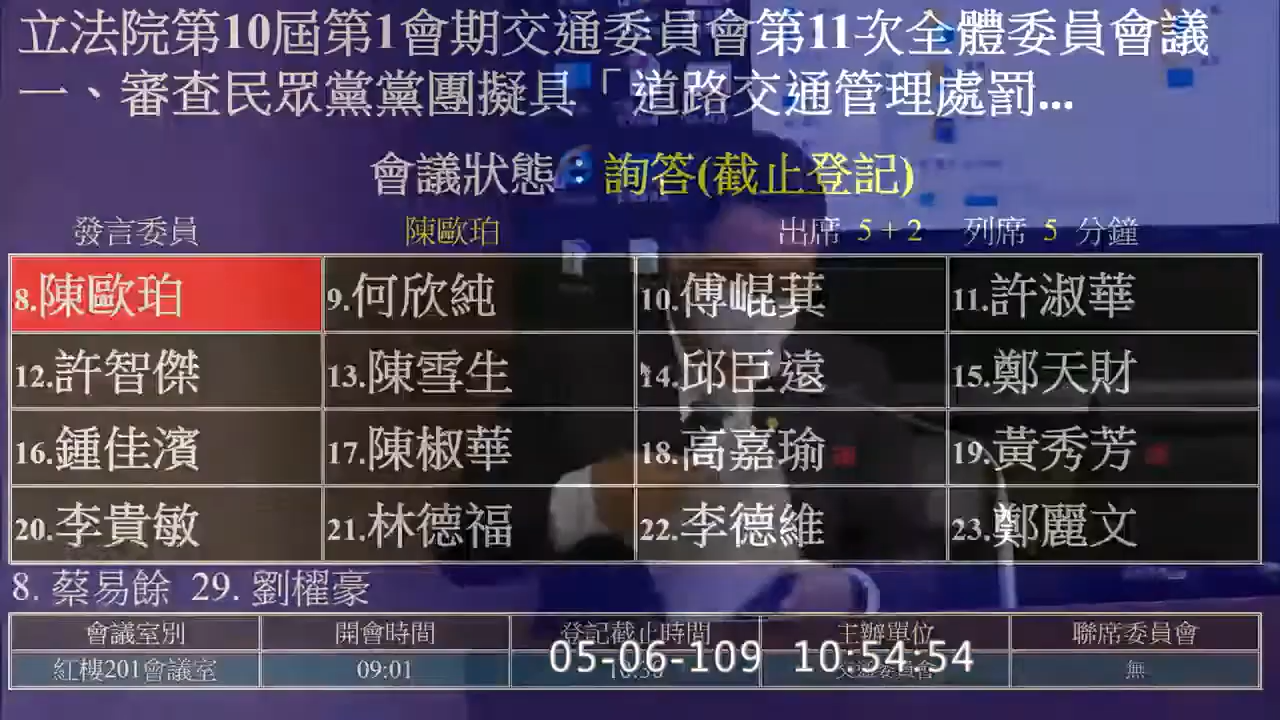 立法院第10屆第1會期交通委員會第11次全體委員會議
一、審查民眾黨黨團擬具「道路交通管理處罰...
會議狀態：詢答(截止登記)
發言委員 陳歐珀 出席 5+2 列席 5 分鐘
8.陳歐珀 9.何欣純 10.傅崐萁 11.許淑華
12.許智傑 13.陳雪生 14.邱臣遠 15.鄭天財
16.鍾佳濱 17.陳椒華 18.高嘉瑜 19.黃秀芳
20.李貴敏 21.林德福 22.李德維 23.鄭麗文
8. 蔡易餘 29. 劉櫂豪
會議室別 開會時間 登記截止時間 主辦單位 聯席委員會
紅樓201會議室 09:01 10:30 交通委員會 無
05-06-109 10:54:54